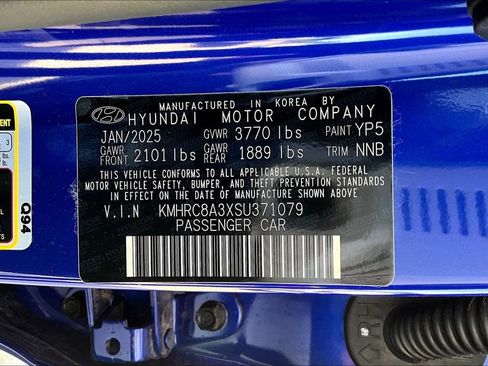 MANUFACTURED IN KOREA BY
HYUNDAI MOTOR COMPANY
JAN/2025 GVWR 3770 lbs PAINT YP5
GAWR FRONT 2101 lbs GAWR REAR 1889 lbs TRIM NNB
THIS VEHICLE CONFORMS TO ALL APPLICABLE U.S.A. FEDERAL
MOTOR VEHICLE SAFETY, BUMPER, AND THEFT PREVENTION STANDARDS
IN EFFECT ON THE DATE OF MANUFACTURE SHOWN ABOVE
V.I.N KMHRC8A3XSU371079
PASSENGER CAR
3
lbs.
Q94